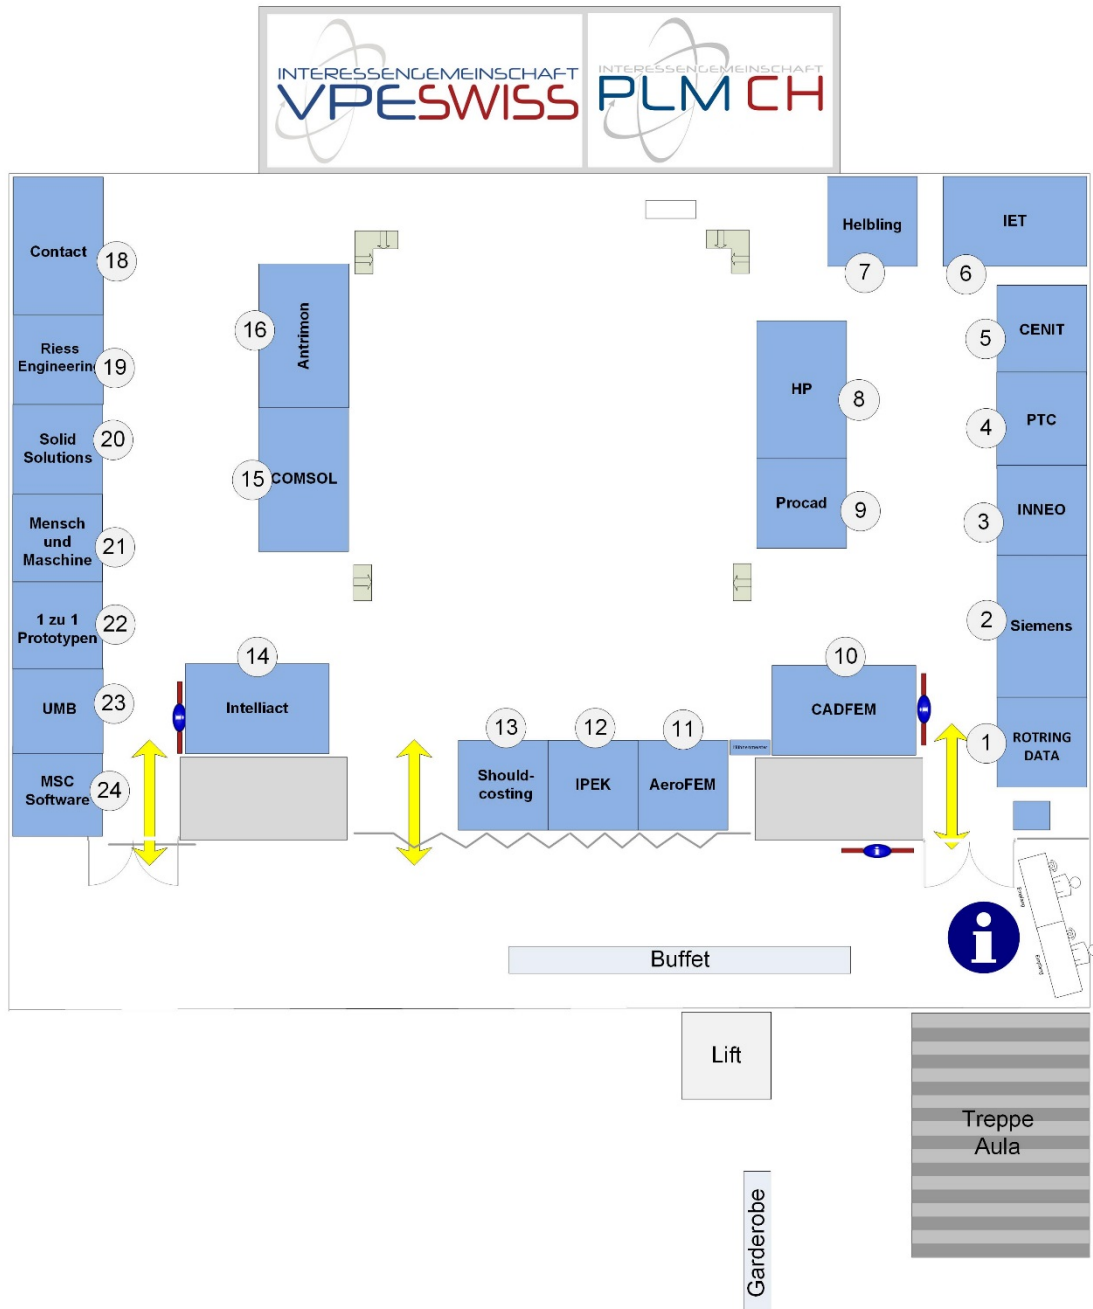 INTERESSENGEMEINSCHAFT
VPESWISS
INTERESSENGEMEINSCHAFT
PLM CH
Contact
18
Riess
Engineerin
19
Solid
Solutions
20
Mensch
und
Maschine
21
1 zu 1
Prototypen
22
UMB
23
MSC
Software
24
Antrimon
16
COMSOL
15
Intelliact
14
Should-
costing
13
IPEK
12
AeroFEM
11
CADFEM
10
HP
8
Procad
9
Helbling
7
IET
6
CENIT
5
PTC
4
INNEO
3
Siemens
2
ROTRING
DATA
1
i
Buffet
Lift
Treppe
Aula
Garderobe